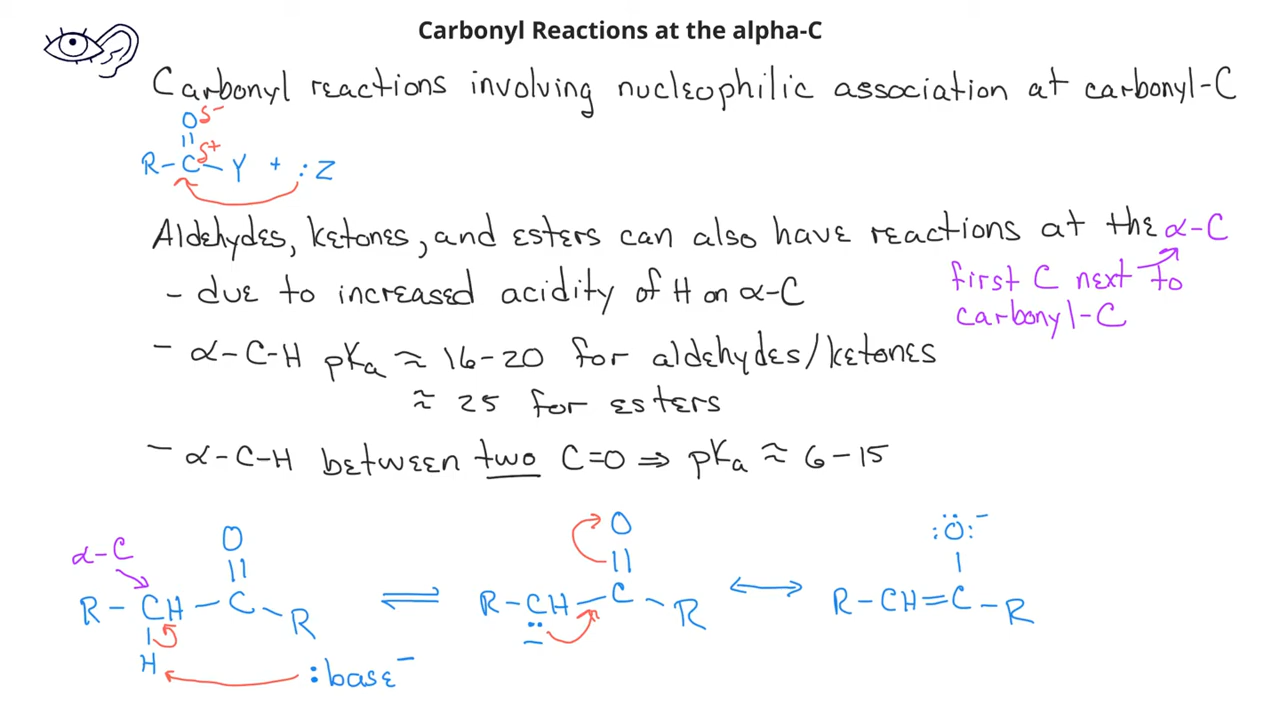 Carbonyl Reactions at the alpha-C
Carbonyl reactions involving nucleophilic association at carbonyl-C
O δ-
R-C-Y + :Z
δ+
Aldehydes, ketones, and esters can also have reactions at the α-C
- due to increased acidity of H on α-C
first C next to
carbonyl-C
- α-C-H pKa ≈ 16-20 for aldehydes/ketones
≈ 25 for esters
- α-C-H between two C=O ⇒ pKa ≈ 6-15
α-C
O
R-CH-C-R
H
:base-
⇌
O
R-CH-C-R
¨
-
↔
:Ö:-
R-CH=C-R